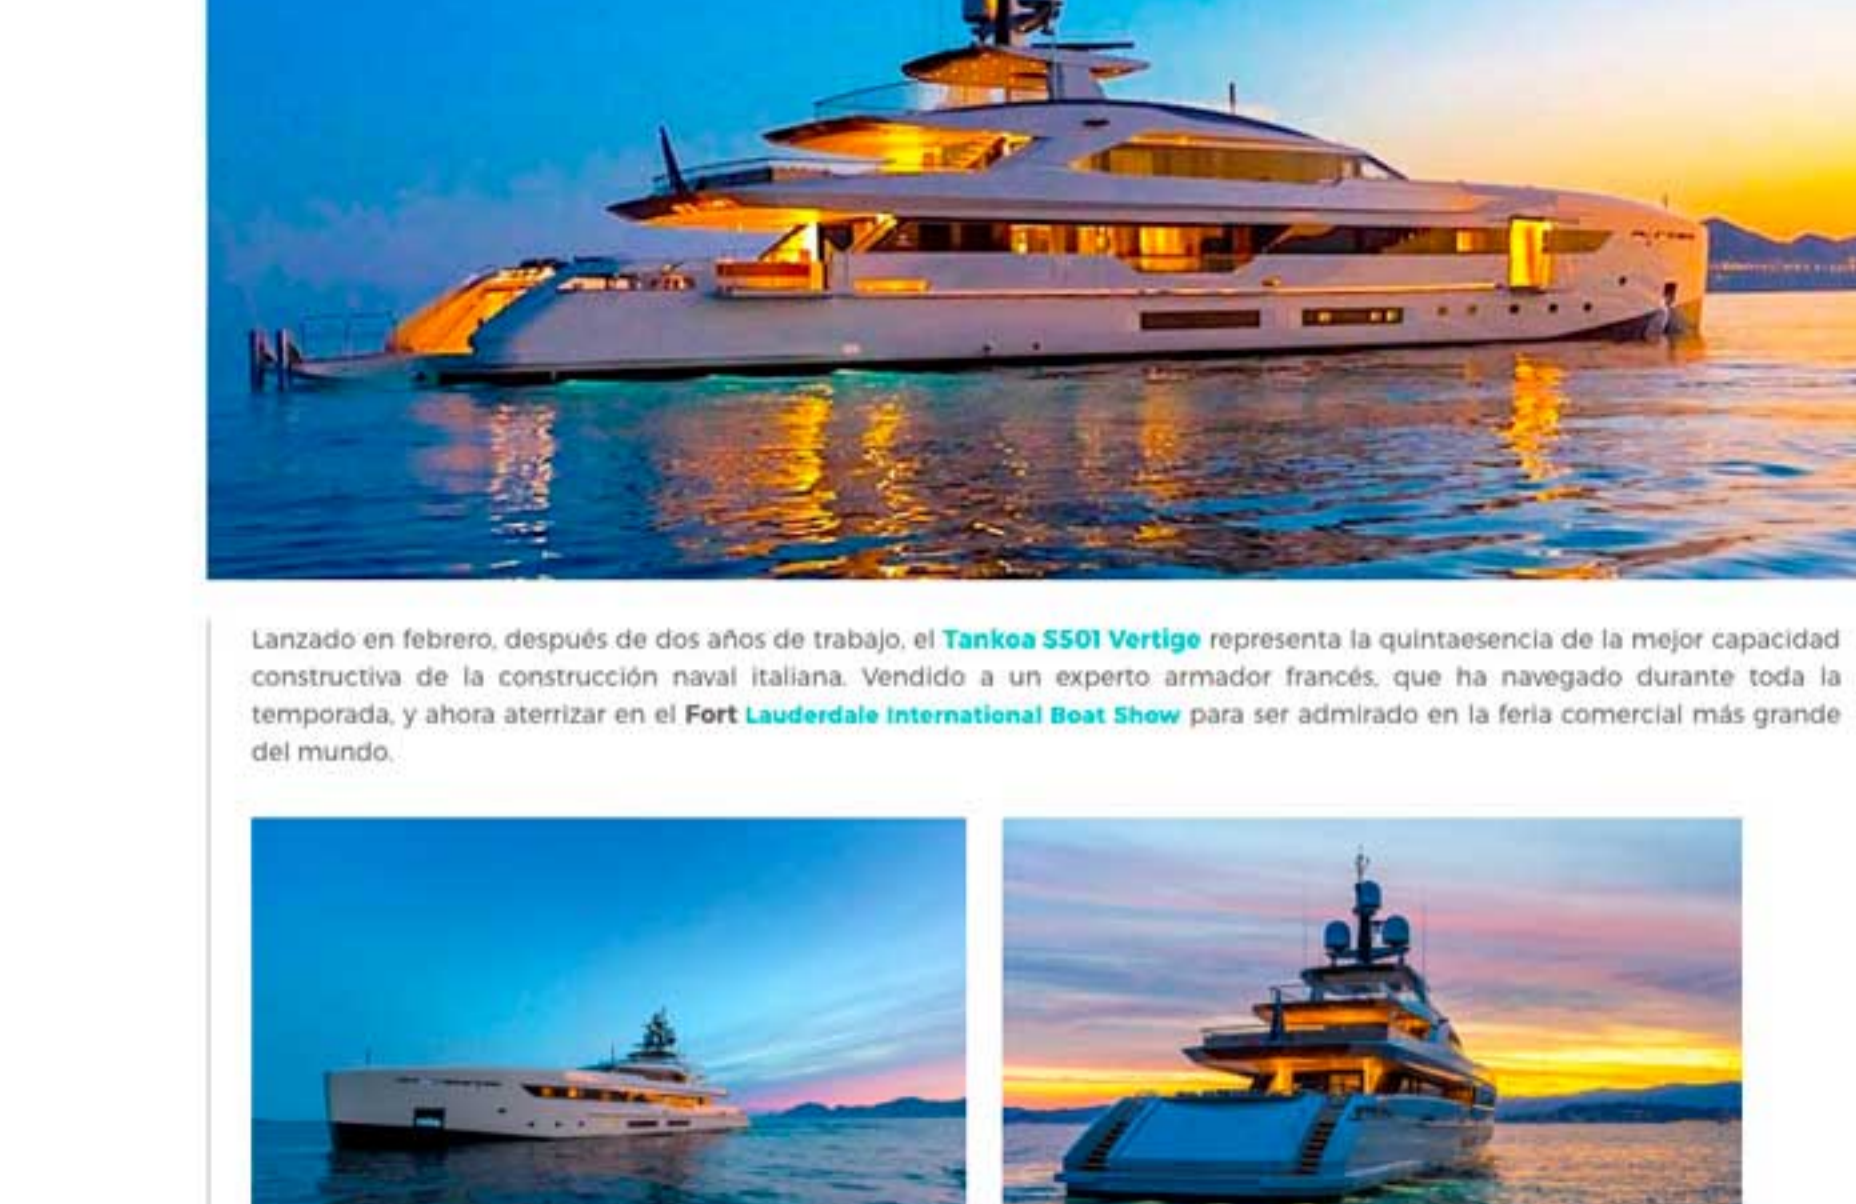 Lanzado en febrero, después de dos años de trabajo, el Tankoa S501 Vertige representa la quintaesencia de la mejor capacidad
constructiva de la construcción naval italiana. Vendido a un experto armador francés, que ha navegado durante toda la
temporada, y ahora aterrizar en el Fort Lauderdale International Boat Show para ser admirado en la feria comercial más grande
del mundo.